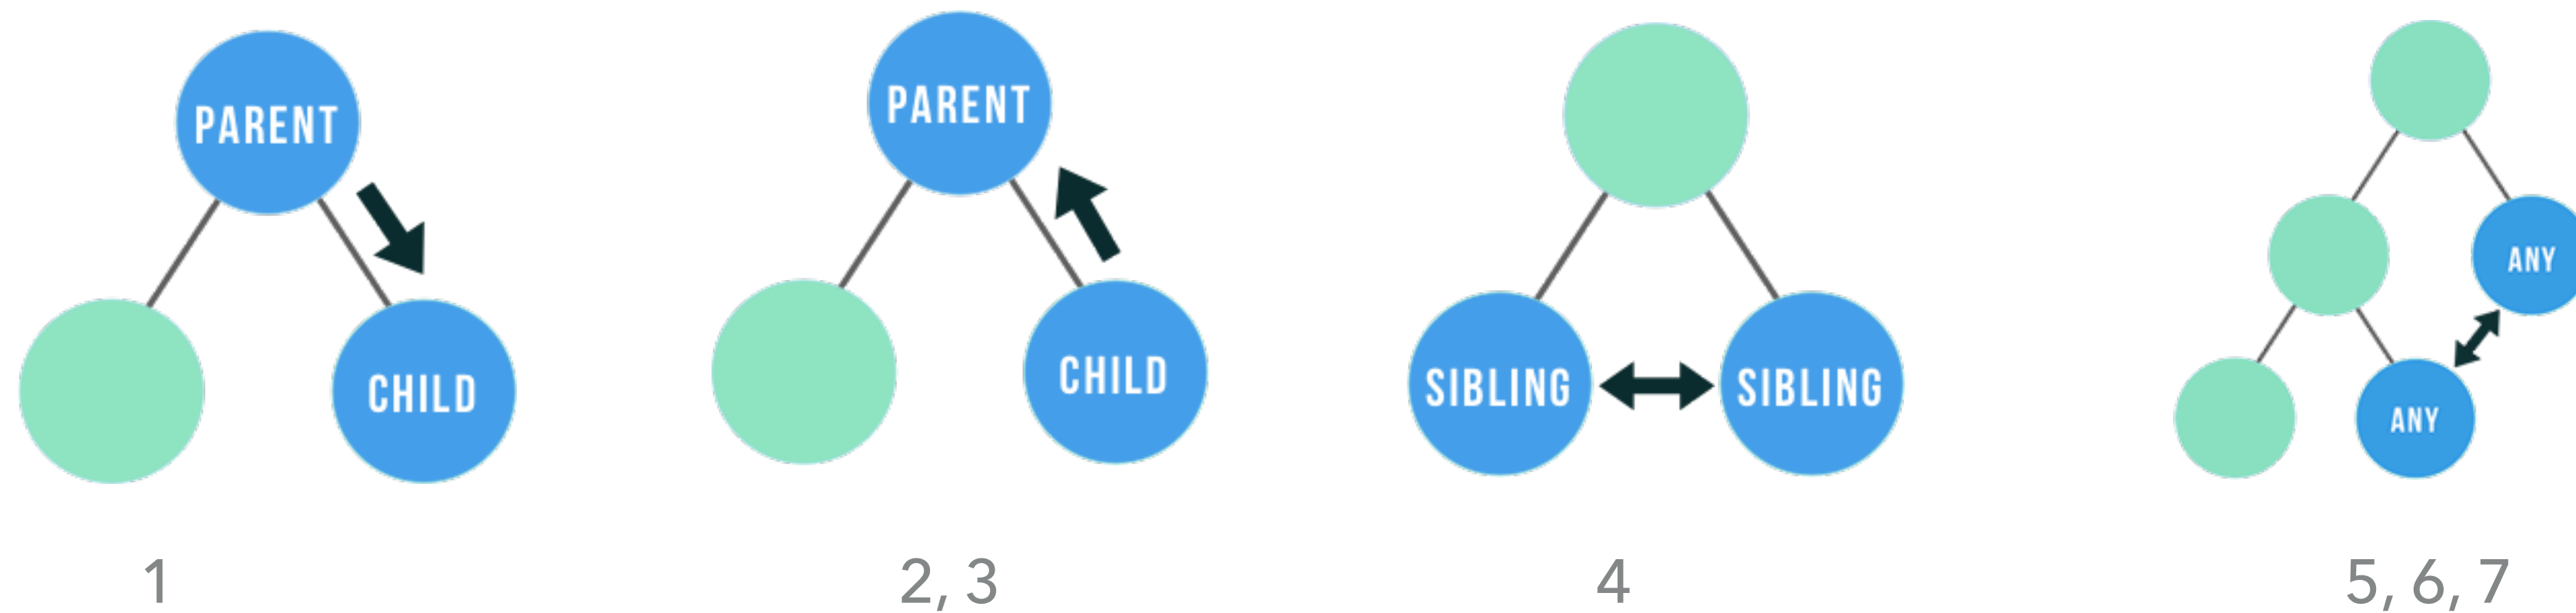 PARENT
CHILD
1
PARENT
CHILD
2, 3
SIBLING
SIBLING
4
ANY
ANY
5, 6, 7